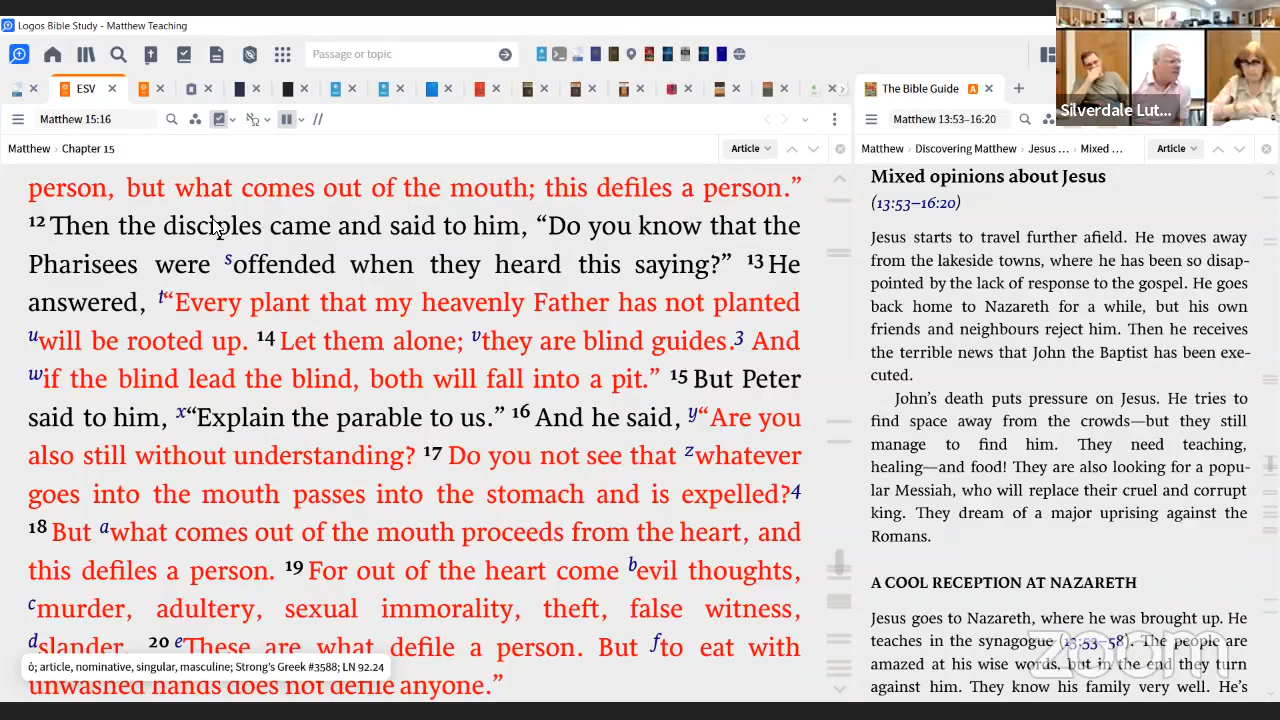 Logos Bible Study - Matthew Teaching
Passage or topic
ESV
The Bible Guide A
Silverdale Lut...
Matthew 15:16
Matthew 13:53–16:20
Matthew › Chapter 15
Article
Matthew › Discovering Matthew › Jesus ... › Mixed ...
Article
person, but what comes out of the mouth; this defiles a person.”
12 Then the disciples came and said to him, “Do you know that the
Pharisees were s offended when they heard this saying?” 13 He
answered, t “Every plant that my heavenly Father has not planted
u will be rooted up. 14 Let them alone; v they are blind guides. 3 And
w if the blind lead the blind, both will fall into a pit.” 15 But Peter
said to him, x “Explain the parable to us.” 16 And he said, y “Are you
also still without understanding? 17 Do you not see that z whatever
goes into the mouth passes into the stomach and is expelled? 4
18 But a what comes out of the mouth proceeds from the heart, and
this defiles a person. 19 For out of the heart come b evil thoughts,
c murder, adultery, sexual immorality, theft, false witness,
d slander. 20 e These are what defile a person. But f to eat with
ὁ; article, nominative, singular, masculine; Strong's Greek #3588; LN 92.24
unwashed hands does not defile anyone.”
Mixed opinions about Jesus
(13:53–16:20)
Jesus starts to travel further afield. He moves away
from the lakeside towns, where he has been so disap-
pointed by the lack of response to the gospel. He goes
back home to Nazareth for a while, but his own
friends and neighbours reject him. Then he receives
the terrible news that John the Baptist has been exe-
cuted.
John’s death puts pressure on Jesus. He tries to
find space away from the crowds—but they still
manage to find him. They need teaching,
healing—and food! They are also looking for a popu-
lar Messiah, who will replace their cruel and corrupt
king. They dream of a major uprising against the
Romans.
A COOL RECEPTION AT NAZARETH
Jesus goes to Nazareth, where he was brought up. He
teaches in the synagogue (13:53–58). The people are
amazed at his wise words, but in the end they turn
against him. They know his family very well. He’s
zoom